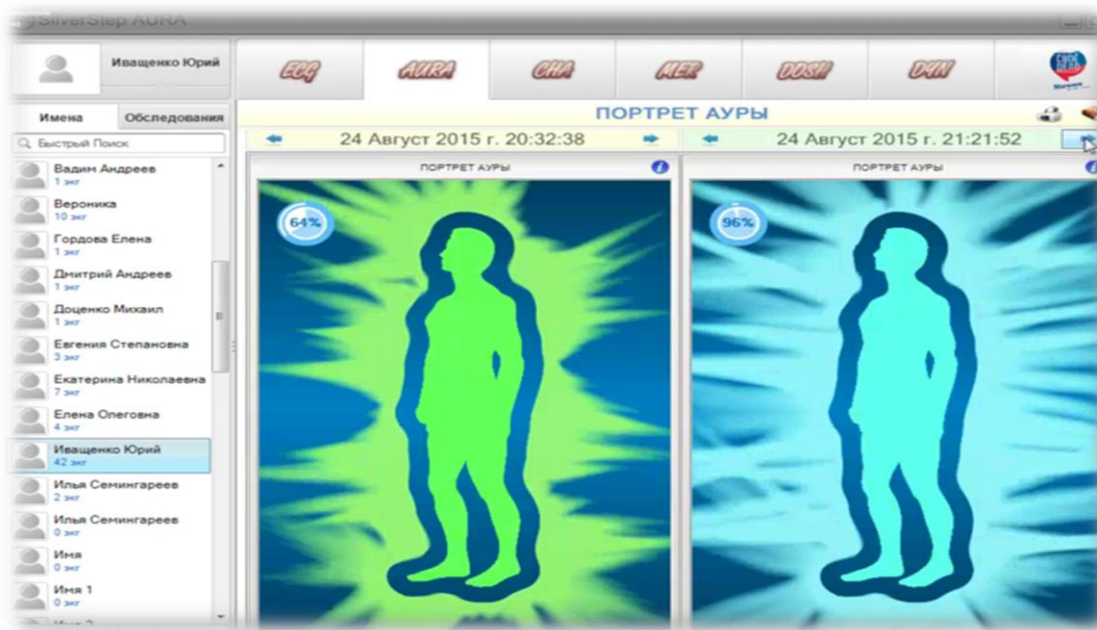 SilverStep AURA
Иващенко Юрий
ECG
AURA
CHA
MER
DOSH
DYN
Имена
Обследования
ПОРТРЕТ АУРЫ
Быстрый Поиск
24 Август 2015 г. 20:32:38
24 Август 2015 г. 21:21:52
ПОРТРЕТ АУРЫ
ПОРТРЕТ АУРЫ
64%
96%
Вадим Андреев
1 экг
Вероника
10 экг
Гордова Елена
1 экг
Дмитрий Андреев
1 экг
Доценко Михаил
1 экг
Евгения Степановна
3 экг
Екатерина Николаевна
7 экг
Елена Олеговна
4 экг
Иващенко Юрий
42 экг
Илья Семингареев
2 экг
Илья Семингареев
0 экг
Имя
0 экг
Имя 1
0 экг